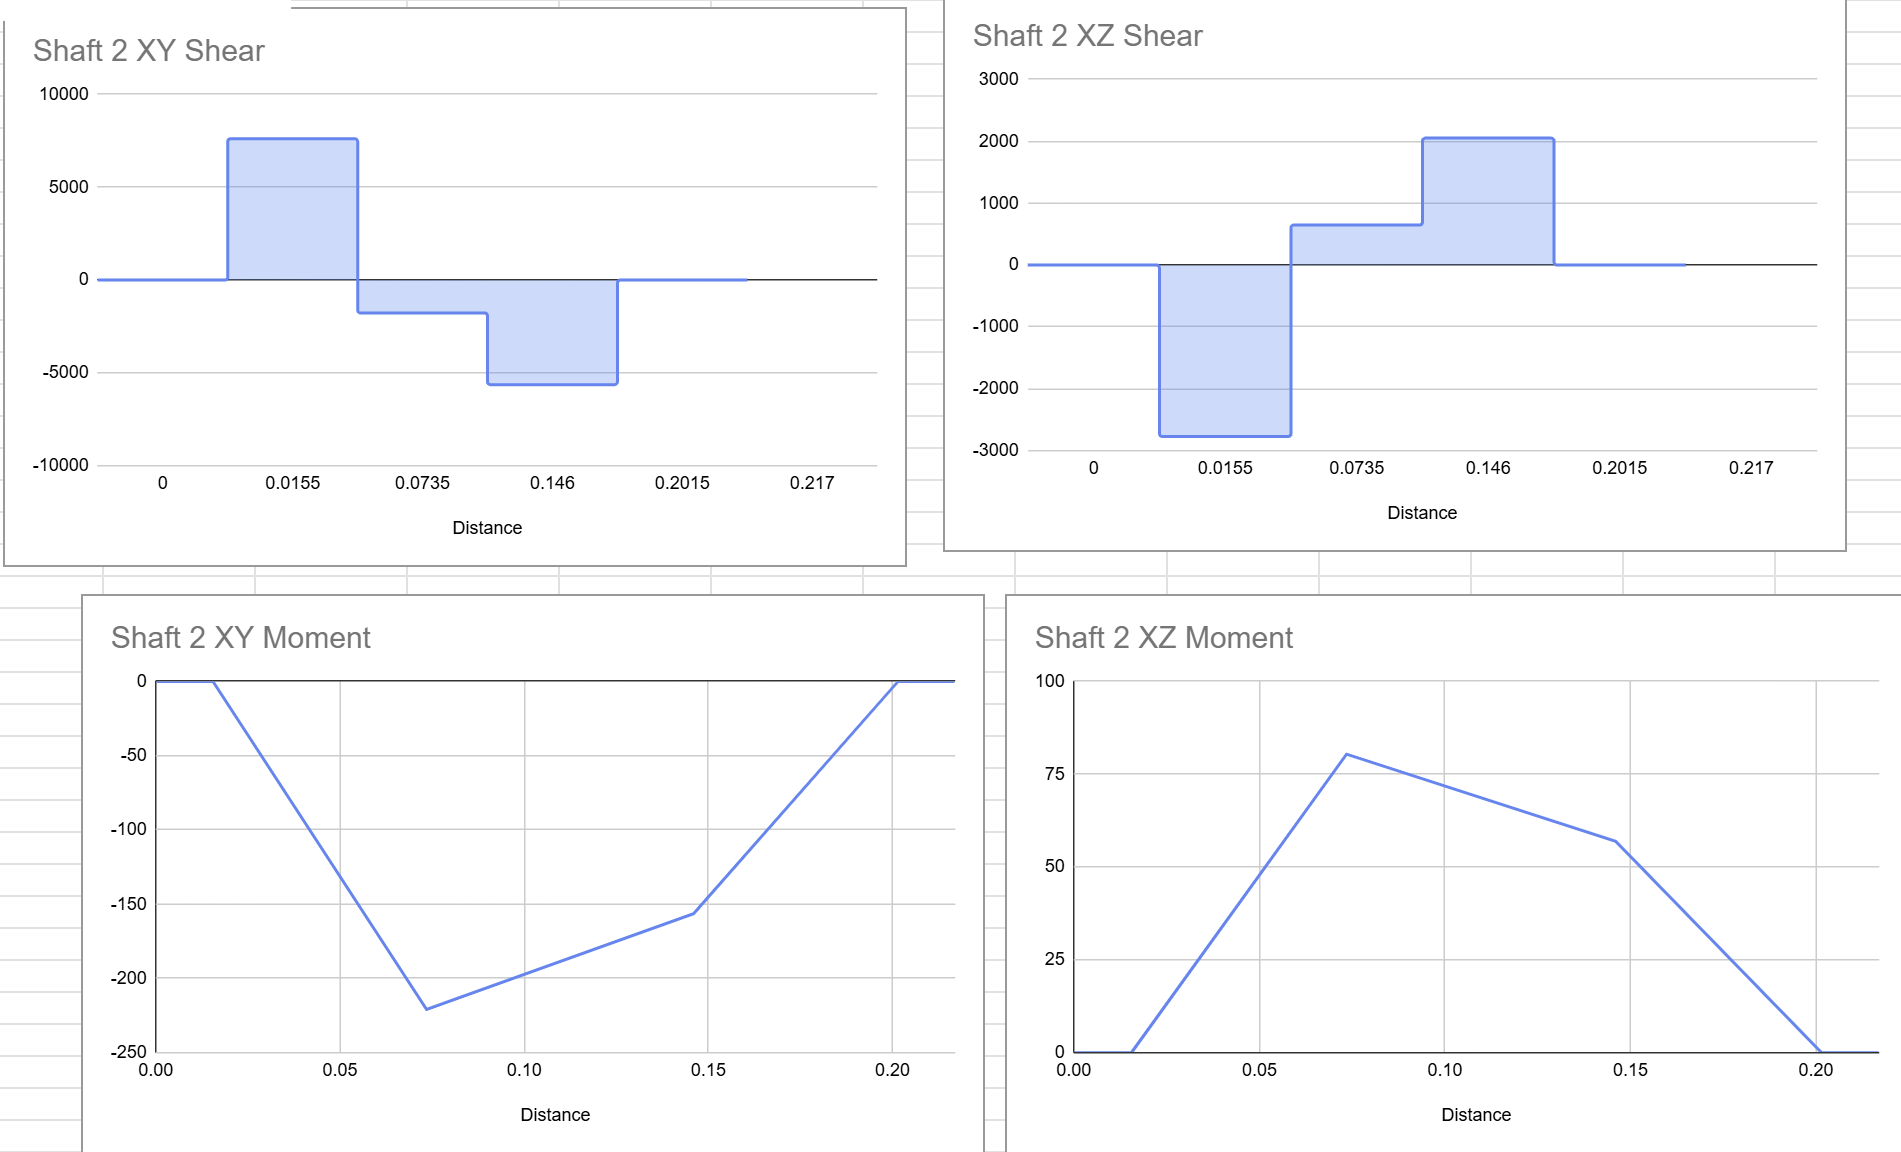 Shaft 2 XY Shear
10000
5000
0
-5000
-10000
0 0.0155 0.0735 0.146 0.2015 0.217
Distance
Shaft 2 XZ Shear
3000
2000
1000
0
-1000
-2000
-3000
0 0.0155 0.0735 0.146 0.2015 0.217
Distance
Shaft 2 XY Moment
0
-50
-100
-150
-200
-250
0.00 0.05 0.10 0.15 0.20
Distance
Shaft 2 XZ Moment
100
75
50
25
0
0.00 0.05 0.10 0.15 0.20
Distance